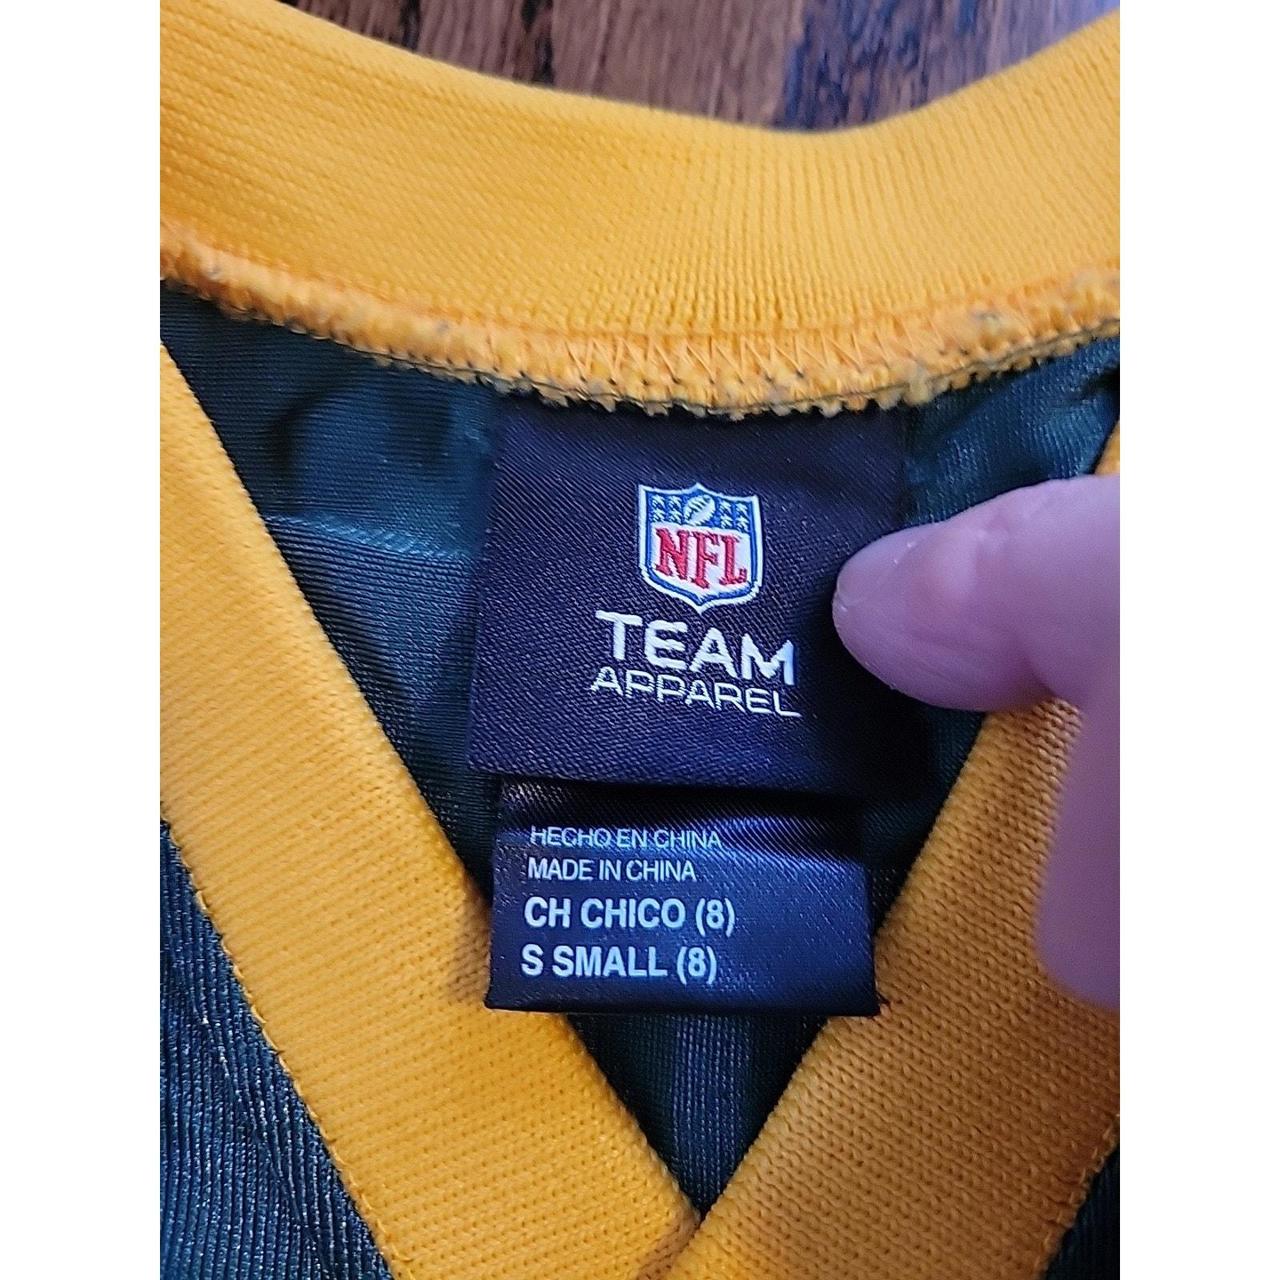 NFL
TEAM
APPAREL
HECHO EN CHINA
MADE IN CHINA
CH CHICO (8)
S SMALL (8)